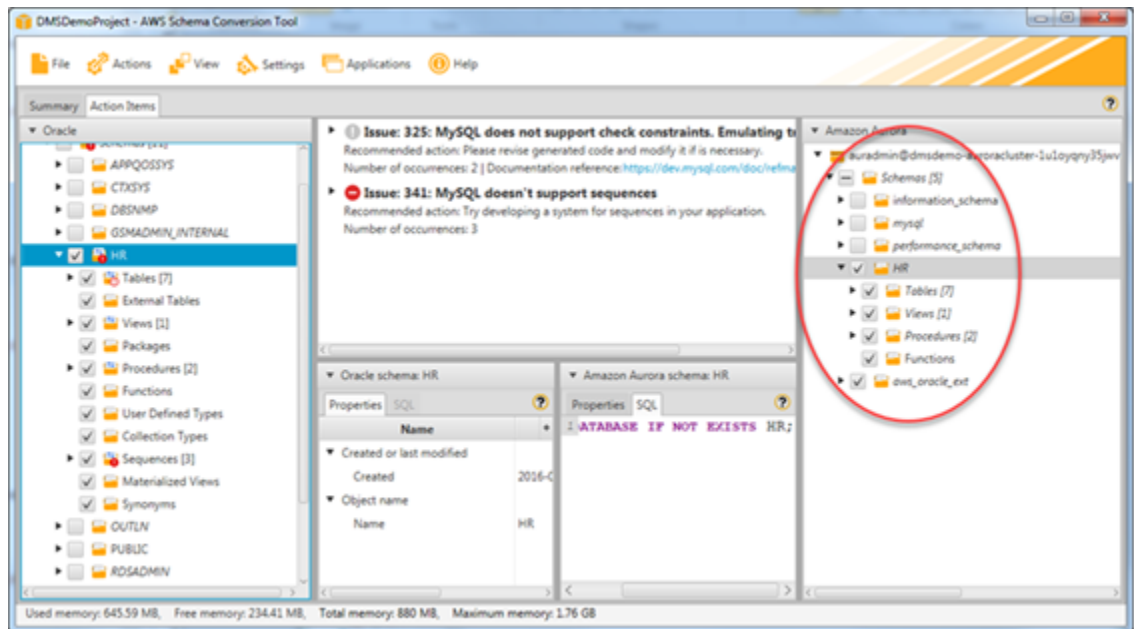 DMSDemoProject - AWS Schema Conversion Tool
File Actions View Settings Applications Help
Summary Action Items
Oracle
Schemas [21]
APPQOSSYS
CTXSYS
DBSNMP
GSMADMIN_INTERNAL
HR
Tables [7]
External Tables
Views [1]
Packages
Procedures [2]
Functions
User Defined Types
Collection Types
Sequences [3]
Materialized Views
Synonyms
OUTLN
PUBLIC
RDSADMIN
Issue: 325: MySQL does not support check constraints. Emulating
Recommended action: Please revise generated code and modify it if is necessary.
Number of occurrences: 2 | Documentation reference:https://dev.mysql.com/doc/refma
Issue: 341: MySQL doesn't support sequences
Recommended action: Try developing a system for sequences in your application.
Number of occurrences: 3
Oracle schema: HR
Properties SQL
Name
Created or last modified
Created 2016-
Object name
Name HR
Amazon Aurora schema: HR
Properties SQL
1 ATABASE IF NOT EXISTS HR;
Amazon Aurora
auradmin@dmsdemo-auroracluster-1u1oyqny35jwv
Schemas [5]
information_schema
mysql
performance_schema
HR
Tables [7]
Views [1]
Procedures [2]
Functions
aws_oracle_ext
Used memory: 645.59 MB, Free memory: 234.41 MB, Total memory: 880 MB, Maximum memory: 1.76 GB